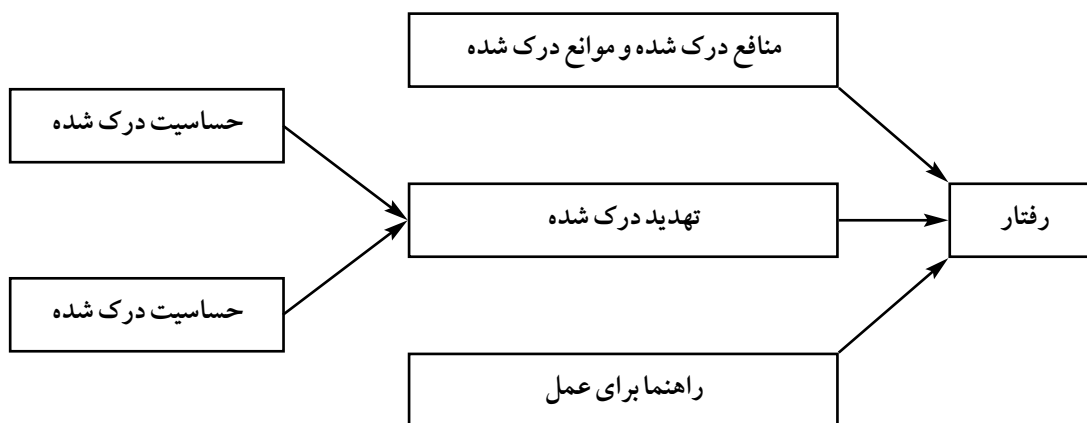 منافع درک شده و موانع درک شده
حساسیت درک شده
تهدید درک شده
رفتار
حساسیت درک شده
راهنما برای عمل